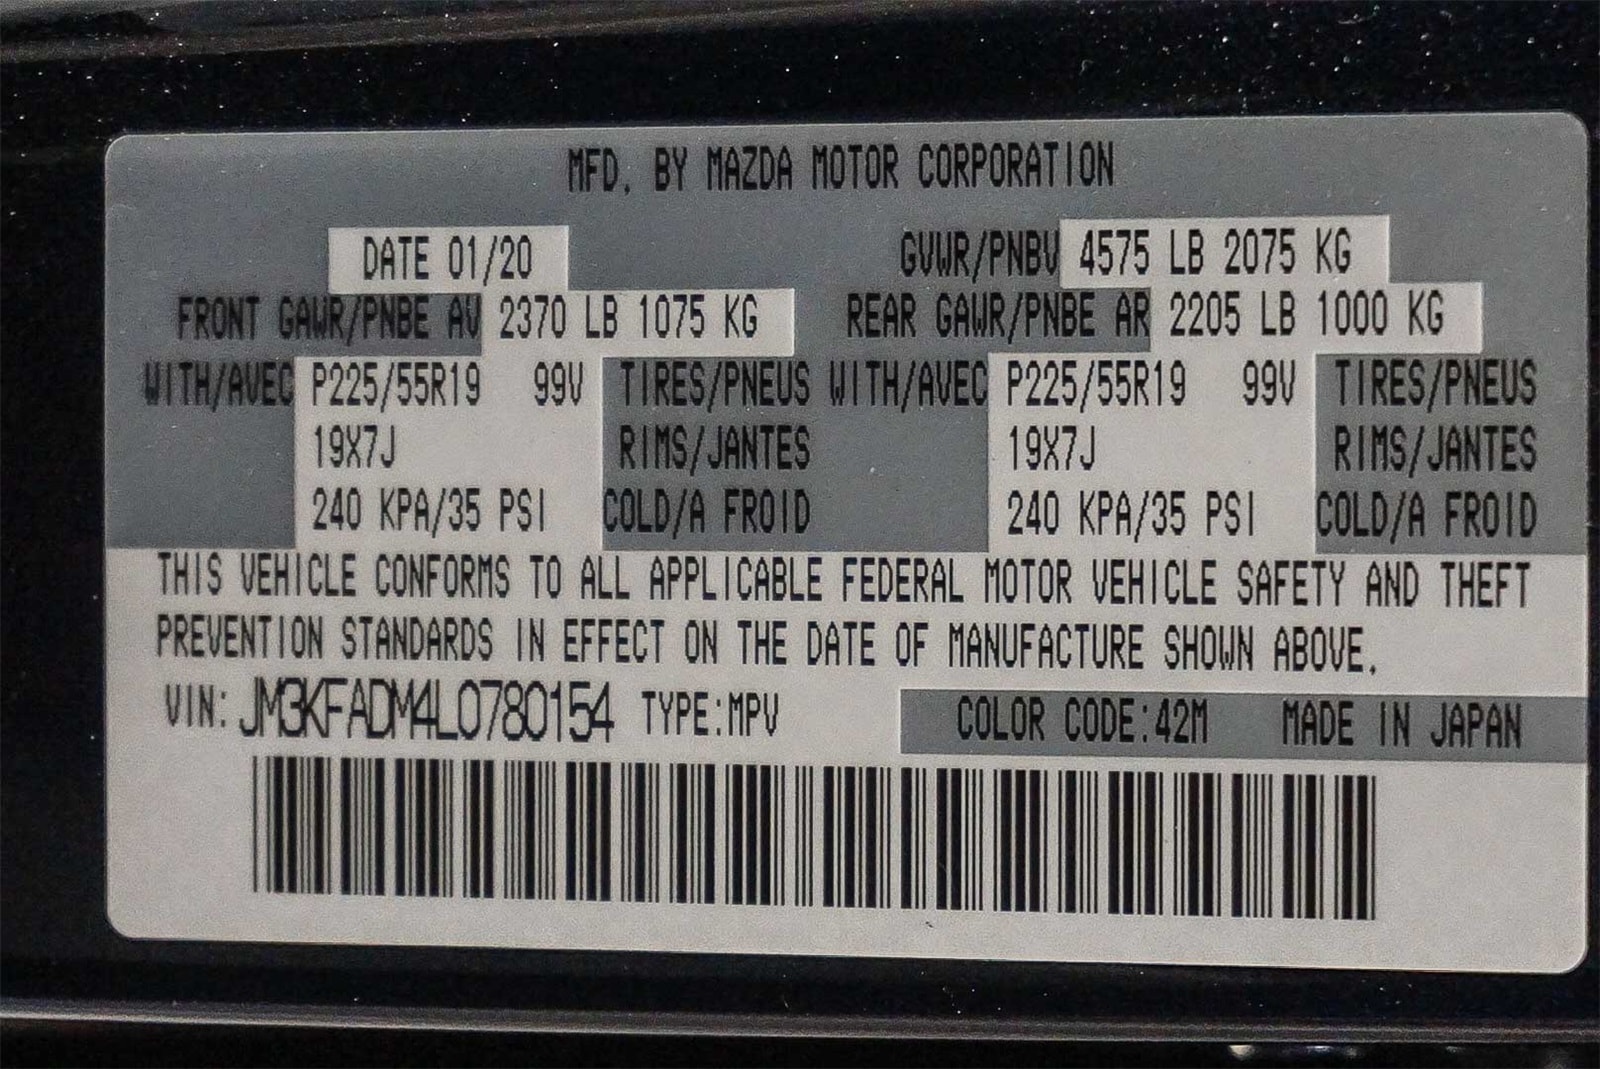 MFD. BY MAZDA MOTOR CORPORATION
DATE 01/20 GVWR/PNBV 4575 LB 2075 KG
FRONT GAWR/PNBE AV 2370 LB 1075 KG REAR GAWR/PNBE AR 2205 LB 1000 KG
WITH/AVEC P225/55R19 99V TIRES/PNEUS WITH/AVEC P225/55R19 99V TIRES/PNEUS
19X7J RIMS/JANTES 19X7J RIMS/JANTES
240 KPA/35 PSI COLD/A FROID 240 KPA/35 PSI COLD/A FROID
THIS VEHICLE CONFORMS TO ALL APPLICABLE FEDERAL MOTOR VEHICLE SAFETY AND THEFT
PREVENTION STANDARDS IN EFFECT ON THE DATE OF MANUFACTURE SHOWN ABOVE.
VIN: JM3KFADM4L0780154 TYPE:MPV COLOR CODE:42M MADE IN JAPAN